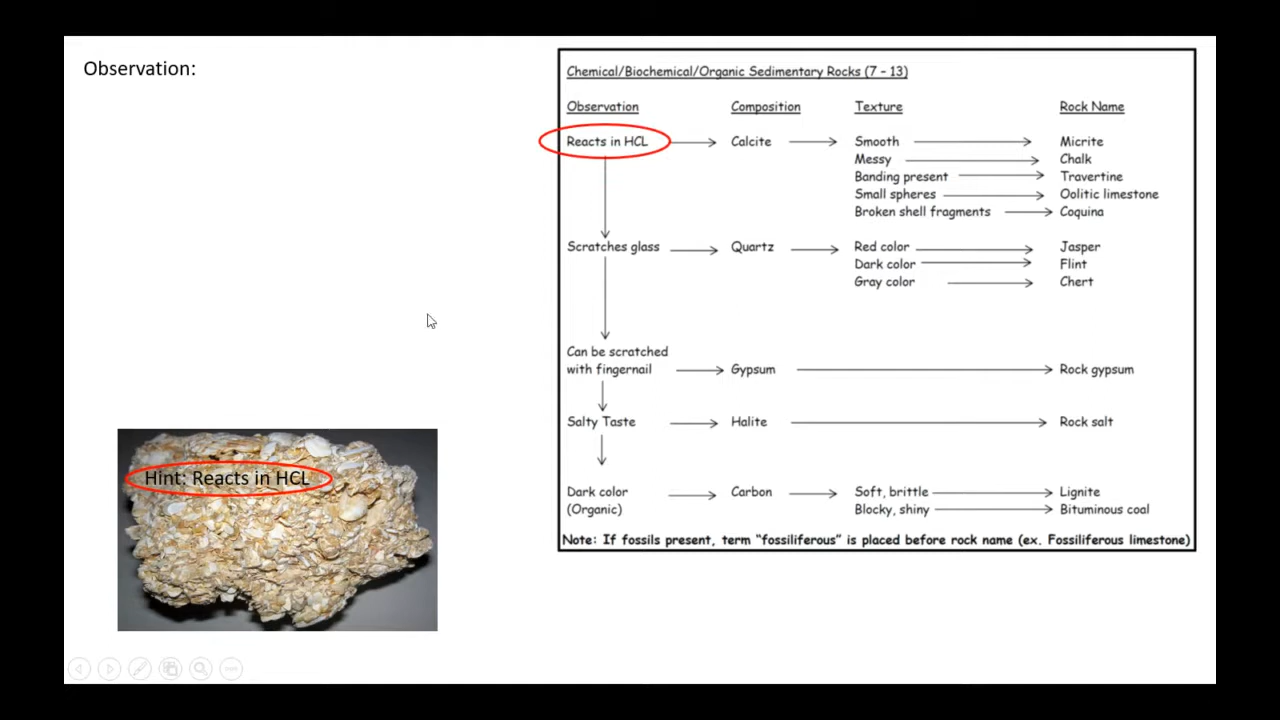 Observation:
Chemical/Biochemical/Organic Sedimentary Rocks (7 - 13)
Observation Composition Texture Rock Name
Reacts in HCL Calcite Smooth Micrite
Messy Chalk
Banding present Travertine
Small spheres Oolitic limestone
Broken shell fragments Coquina
Scratches glass Quartz Red color Jasper
Dark color Flint
Gray color Chert
Can be scratched
with fingernail Gypsum Rock gypsum
Salty Taste Halite Rock salt
Dark color Carbon Soft, brittle Lignite
(Organic) Blocky, shiny Bituminous coal
Note: If fossils present, term "fossiliferous" is placed before rock name (ex. Fossiliferous limestone)
Hint: Reacts in HCL